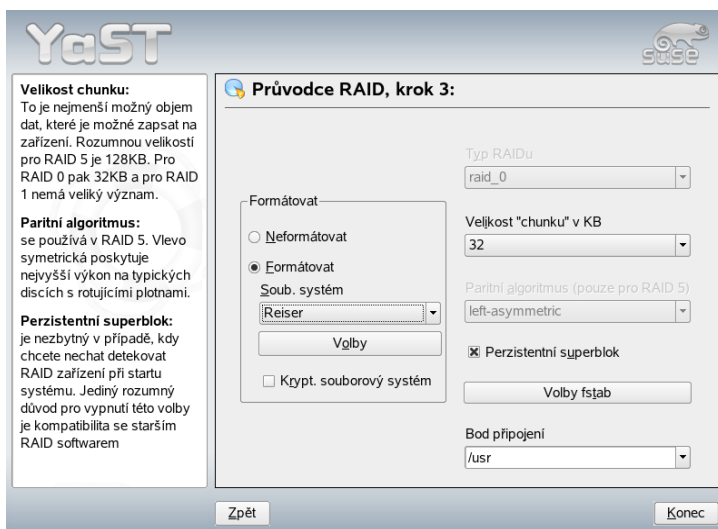 YaST
SUSE
Velikost chunku:
To je nejmenší možný objem
dat, které je možné zapsat na
zařízení. Rozumnou velikostí
pro RAID 5 je 128KB. Pro
RAID 0 pak 32KB a pro RAID
1 nemá veliký význam.
Paritní algoritmus:
se používá v RAID 5. Vlevo
symetrická poskytuje
nejvyšší výkon na typických
discích s rotujícími plotnami.
Perzistentní superblok:
je nezbytný v případě, kdy
chcete nechat detekovat
RAID zařízení při startu
systému. Jediný rozumný
důvod pro vypnutí této volby
je kompatibilita se starším
RAID softwarem
Průvodce RAID, krok 3:
Formátovat
Neformátovat
Formátovat
Soub. systém
Reiser
Volby
Krypt. souborový systém
Typ RAIDu
raid_0
Velikost "chunku" v KB
32
Paritní algoritmus (pouze pro RAID 5)
left-asymmetric
Perzistentní superblok
Volby fstab
Bod připojení
/usr
Zpět
Konec